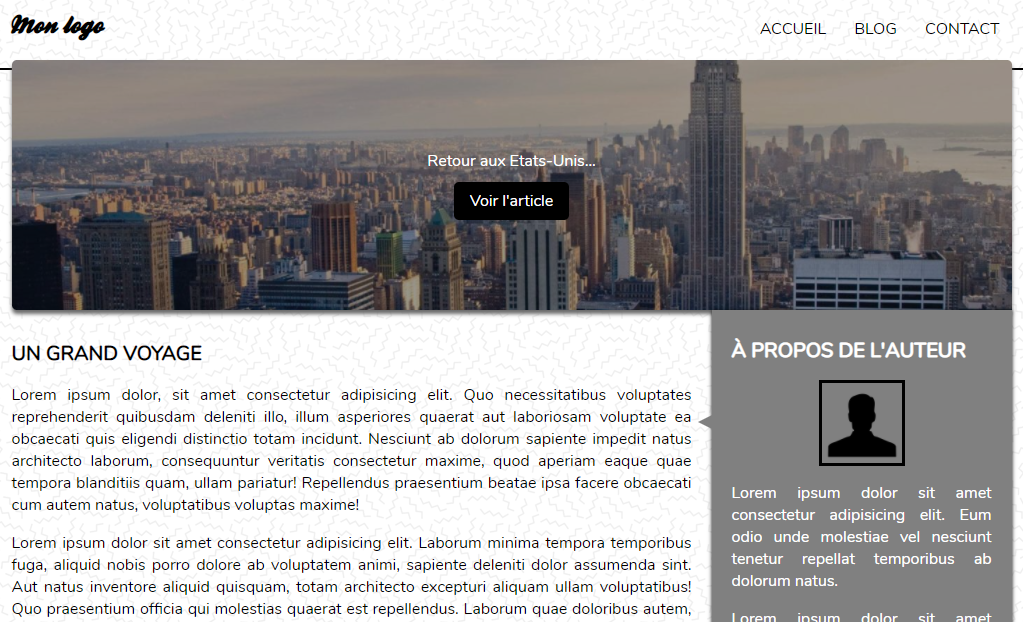 Mon logo
ACCUEIL BLOG CONTACT
Retour aux Etats-Unis...
Voir l'article
UN GRAND VOYAGE
Lorem ipsum dolor, sit amet consectetur adipisicing elit. Quo necessitatibus voluptates
reprehenderit quibusdam deleniti illo, illum asperiores quaerat aut laboriosam voluptate ea
obcaecati quis eligendi distinctio totam incidunt. Nesciunt ab dolorum sapiente impedit natus
architecto laborum, consequuntur veritatis consectetur maxime, quod aperiam eaque quae
tempora blanditiis quam, ullam pariatur! Repellendus praesentium beatae ipsa facere obcaecati
cum autem natus, voluptatibus voluptas maxime!
Lorem ipsum dolor sit amet consectetur adipisicing elit. Laborum minima tempora temporibus
fuga, aliquid nobis porro dolore ab voluptatem animi, sapiente deleniti dolor assumenda sint.
Aut natus inventore aliquid quisquam, totam architecto excepturi aliquam ullam voluptatibus!
Quo praesentium officia qui molestias quaerat est repellendus. Laborum quae doloribus autem,
À PROPOS DE L'AUTEUR
Lorem ipsum dolor sit amet
consectetur adipisicing elit. Eum
odio unde molestiae vel nesciunt
tenetur repellat temporibus ab
dolorum natus.
Lorem ipsum dolor sit amet